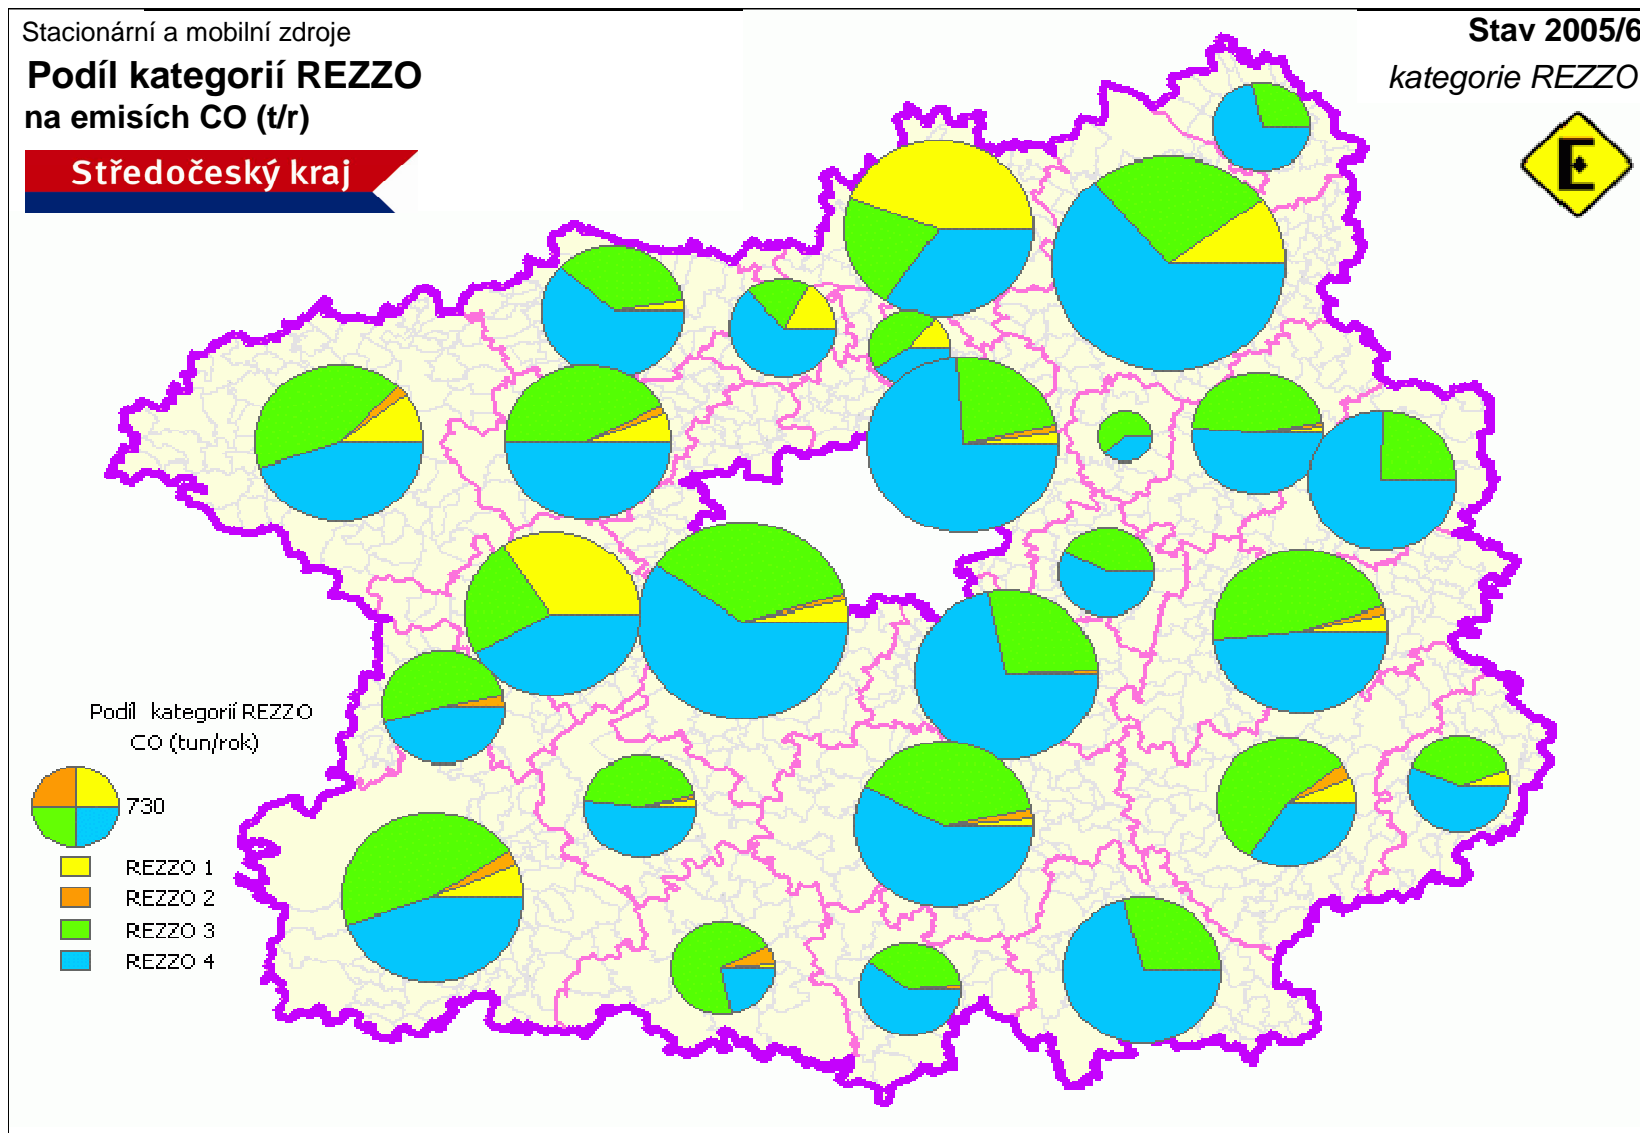 Stacionární a mobilní zdroje
Podíl kategorií REZZO
na emisích CO (t/r)
Středočeský kraj
Stav 2005/6
kategorie REZZO
E
Podíl kategorií REZZO
CO (tun/rok)
730
REZZO 1
REZZO 2
REZZO 3
REZZO 4